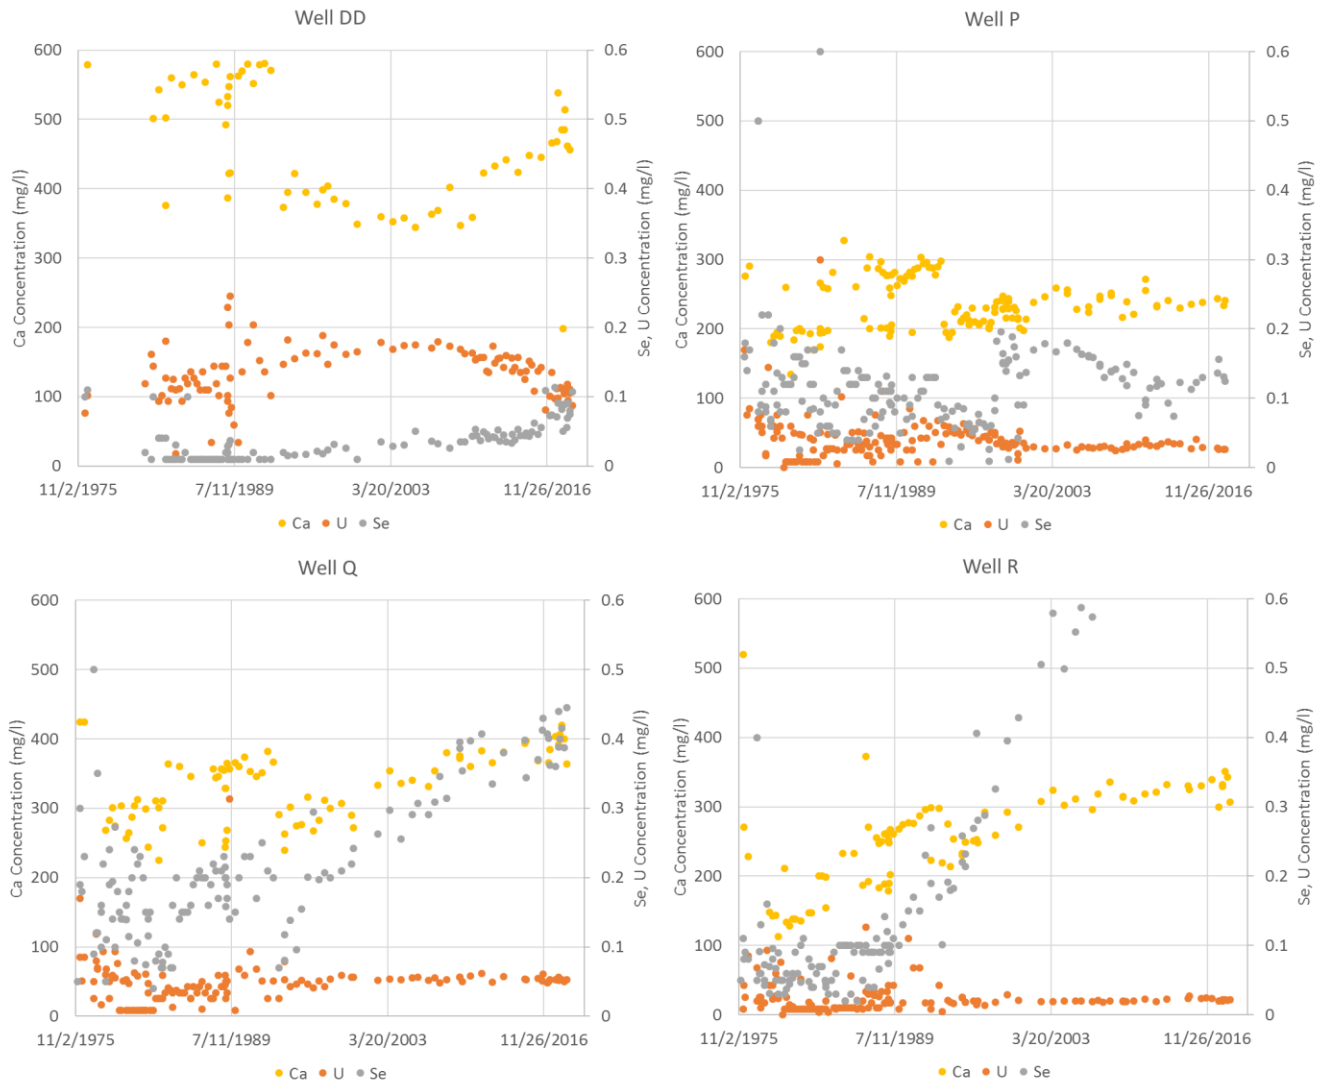 Well DD
Ca Concentration (mg/l)
600
500
400
300
200
100
0
0.6
0.5
0.4
0.3
0.2
0.1
0
Se, U Concentration (mg/l)
11/2/1975 7/11/1989 3/20/2003 11/26/2016
Ca U Se
Well P
Ca Concentration (mg/l)
600
500
400
300
200
100
0
0.6
0.5
0.4
0.3
0.2
0.1
0
Se, U Concentration (mg/l)
11/2/1975 7/11/1989 3/20/2003 11/26/2016
Ca U Se
Well Q
Ca Concentration (mg/l)
600
500
400
300
200
100
0
0.6
0.5
0.4
0.3
0.2
0.1
0
Se, U Concentration (mg/l)
11/2/1975 7/11/1989 3/20/2003 11/26/2016
Ca U Se
Well R
Ca Concentration (mg/l)
600
500
400
300
200
100
0
0.6
0.5
0.4
0.3
0.2
0.1
0
Se, U Concentration (mg/l)
11/2/1975 7/11/1989 3/20/2003 11/26/2016
Ca U Se